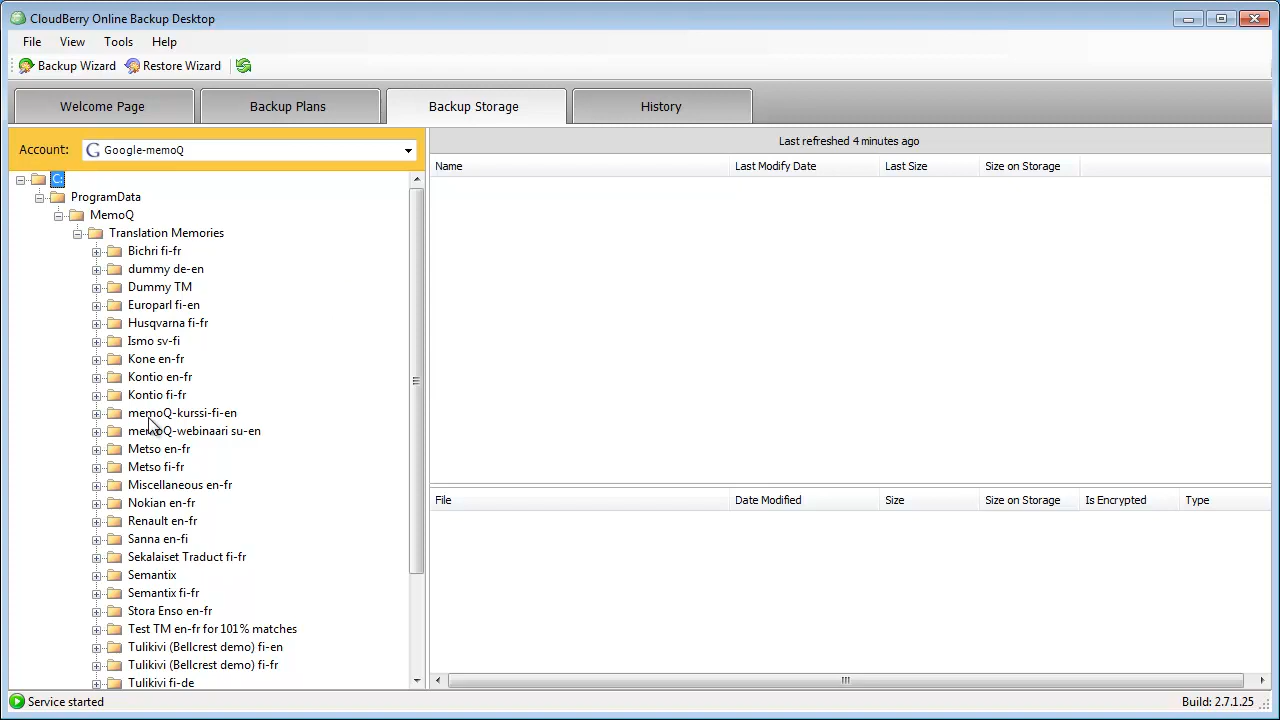 CloudBerry Online Backup Desktop
File View Tools Help
Backup Wizard Restore Wizard
Welcome Page Backup Plans Backup Storage History
Account: Google-memoQ
Last refreshed 4 minutes ago
Name Last Modify Date Last Size Size on Storage
C:
ProgramData
MemoQ
Translation Memories
Bichri fi-fr
dummy de-en
Dummy TM
Europarl fi-en
Husqvarna fi-fr
Ismo sv-fi
Kone en-fr
Kontio en-fr
Kontio fi-fr
memoQ-kurssi-fi-en
memoQ-webinaari su-en
Metso en-fr
Metso fi-fr
Miscellaneous en-fr
Nokian en-fr
Renault en-fr
Sanna en-fi
Sekalaiset Traduct fi-fr
Semantix
Semantix fi-fr
Stora Enso en-fr
Test TM en-fr for 101% matches
Tulikivi (Bellcrest demo) fi-en
Tulikivi (Bellcrest demo) fi-fr
Tulikivi fi-de
File Date Modified Size Size on Storage Is Encrypted Type
Service started
Build: 2.7.1.25